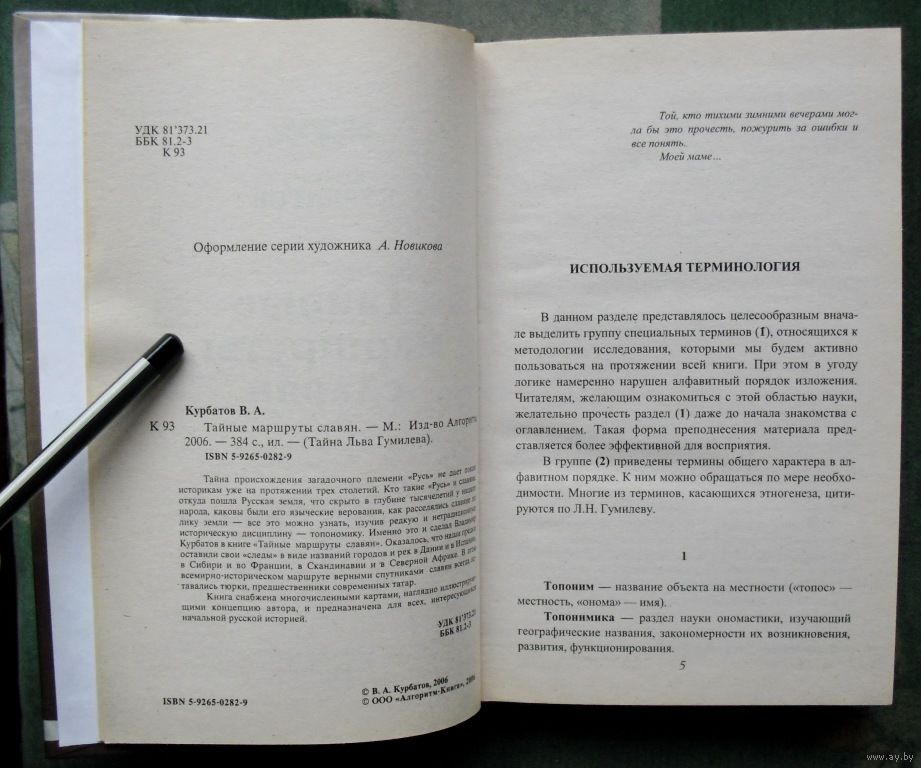 УДК 81'373.21
ББК 81.2-3
К 93
Оформление серии художника А. Новикова
Курбатов В. А.
К 93 Тайные маршруты славян. — М.: Изд-во Алгоритм,
2006. — 384 с., ил. — (Тайна Льва Гумилева).
ISBN 5-9265-0282-9
Тайна происхождения загадочного племени «Русь» не дает покоя
историкам уже на протяжении трех столетий. Кто такие «Русь» и славяне,
откуда пошла Русская земля, что скрыто в глубине тысячелетий у нашего
народа, каковы были его языческие верования, как расселялись славяне по
лику земли — все это можно узнать, изучив редкую и нетрадиционную
историческую дисциплину — топономику. Именно это и сделал Владимир
Курбатов в книге «Тайные маршруты славян». Оказалось, что наши предки
оставили свои «следы» в виде названий городов и рек в Дании и в Испании,
в Сибири и во Франции, в Скандинавии и в Северной Африке. В этом
всемирно-историческом маршруте верными спутниками славян всегда ос-
тавались тюрки, предшественники современных татар.
Книга снабжена многочисленными картами, наглядно иллюстрирую-
щими концепцию автора, и предназначена для всех, интересующихся
начальной русской историей.
УДК 81'373.21
ББК 81.2-3
© В. А. Курбатов, 2006
ISBN 5-9265-0282-9 © ООО «Алгоритм-Книга», 2006
Той, кто тихими зимними вечерами мог-
ла бы это прочесть, пожурить за ошибки и
все понять.
Моей маме...
ИСПОЛЬЗУЕМАЯ ТЕРМИНОЛОГИЯ
В данном разделе представлялось целесообразным внача-
ле выделить группу специальных терминов (1), относящихся к
методологии исследования, которыми мы будем активно
пользоваться на протяжении всей книги. При этом в угоду
логике намеренно нарушен алфавитный порядок изложения.
Читателям, желающим ознакомиться с этой областью науки,
желательно прочесть раздел (1) даже до начала знакомства с
оглавлением. Такая форма преподнесения материала пред-
ставляется более эффективной для восприятия.
В группе (2) приведены термины общего характера в ал-
фавитном порядке. К ним можно обращаться по мере необхо-
димости. Многие из терминов, касающихся этногенеза, цити-
руются по Л.Н. Гумилеву.
1
Топоним — название объекта на местности («топос» —
местность, «онома» — имя).
Топонимика — раздел науки ономастики, изучающий
географические названия, закономерности их возникновения,
развития, функционирования.
5
www.ay.by